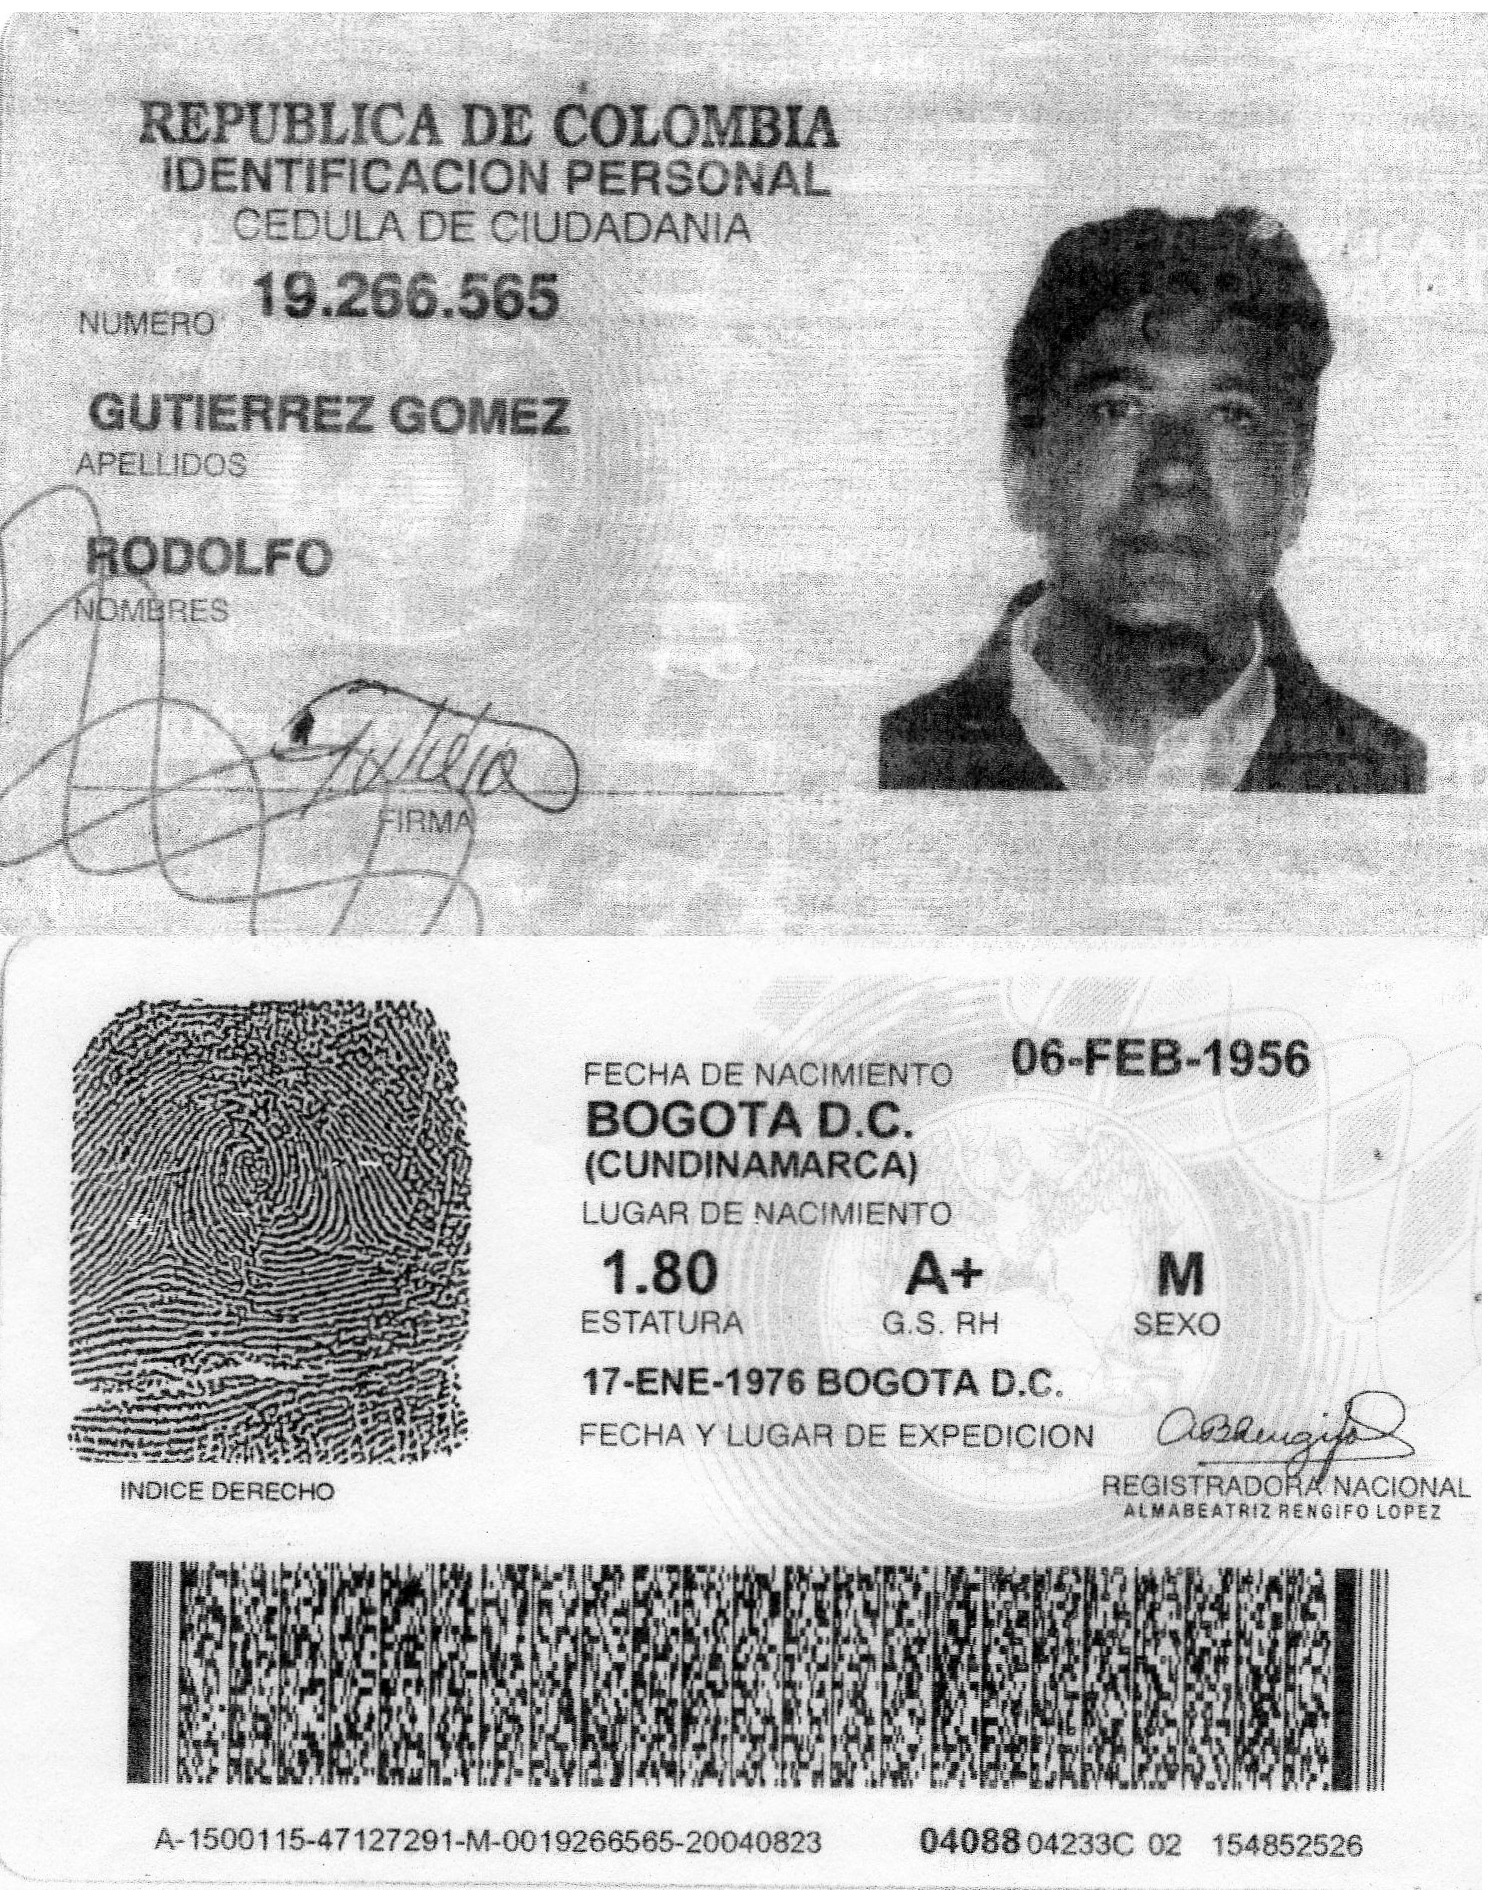 REPUBLICA DE COLOMBIA
IDENTIFICACION PERSONAL
CEDULA DE CIUDADANIA
NUMERO 19.266.565
GUTIERREZ GOMEZ
APELLIDOS
RODOLFO
NOMBRES
FIRMA
FECHA DE NACIMIENTO 06-FEB-1956
BOGOTA D.C.
(CUNDINAMARCA)
LUGAR DE NACIMIENTO
1.80 A+ M
ESTATURA G.S. RH SEXO
17-ENE-1976 BOGOTA D.C.
FECHA Y LUGAR DE EXPEDICION
INDICE DERECHO
REGISTRADORA NACIONAL
ALMABEATRIZ RENGIFO LOPEZ
A-1500115-47127291-M-0019266565-20040823 04088 04233C 02 154852526